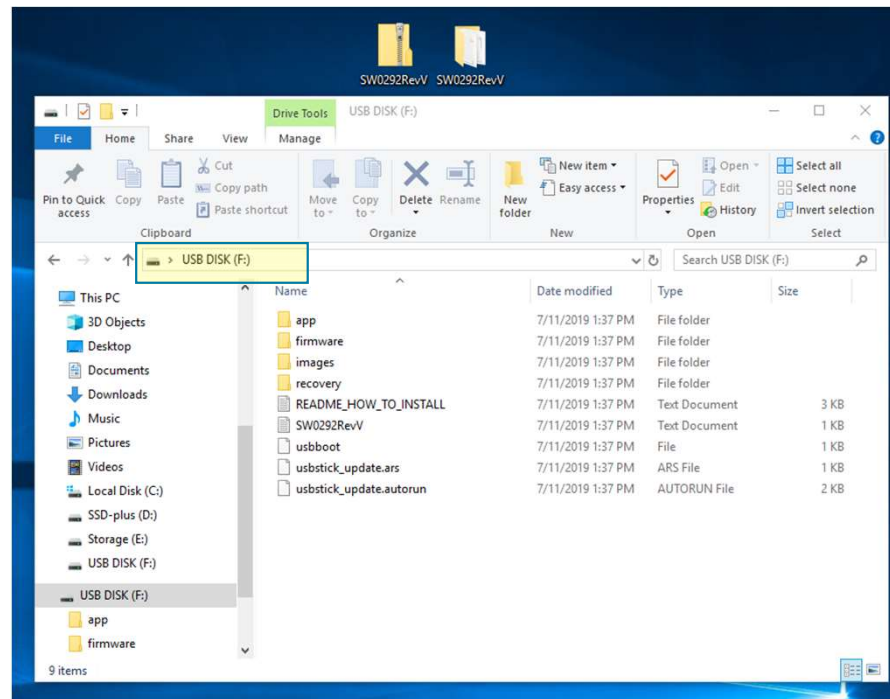 SW0292RevV SW0292RevV
Drive Tools USB DISK (F:)
File Home Share View Manage
Pin to Quick access
Copy
Paste
Cut
Copy path
Paste shortcut
Clipboard
Move to
Copy to
Delete
Rename
Organize
New folder
New item
Easy access
New
Properties
Open
Edit
History
Open
Select all
Select none
Invert selection
Select
USB DISK (F:)
Search USB DISK (F:)
This PC
3D Objects
Desktop
Documents
Downloads
Music
Pictures
Videos
Local Disk (C:)
SSD-plus (D:)
Storage (E:)
USB DISK (F:)
USB DISK (F:)
app
firmware
Name Date modified Type Size
app 7/11/2019 1:37 PM File folder
firmware 7/11/2019 1:37 PM File folder
images 7/11/2019 1:37 PM File folder
recovery 7/11/2019 1:37 PM File folder
README_HOW_TO_INSTALL 7/11/2019 1:37 PM Text Document 3 KB
SW0292RevV 7/11/2019 1:37 PM Text Document 1 KB
usbboot 7/11/2019 1:37 PM File 1 KB
usbstick_update.ars 7/11/2019 1:37 PM ARS File 1 KB
usbstick_update.autorun 7/11/2019 1:37 PM AUTORUN File 2 KB
9 items